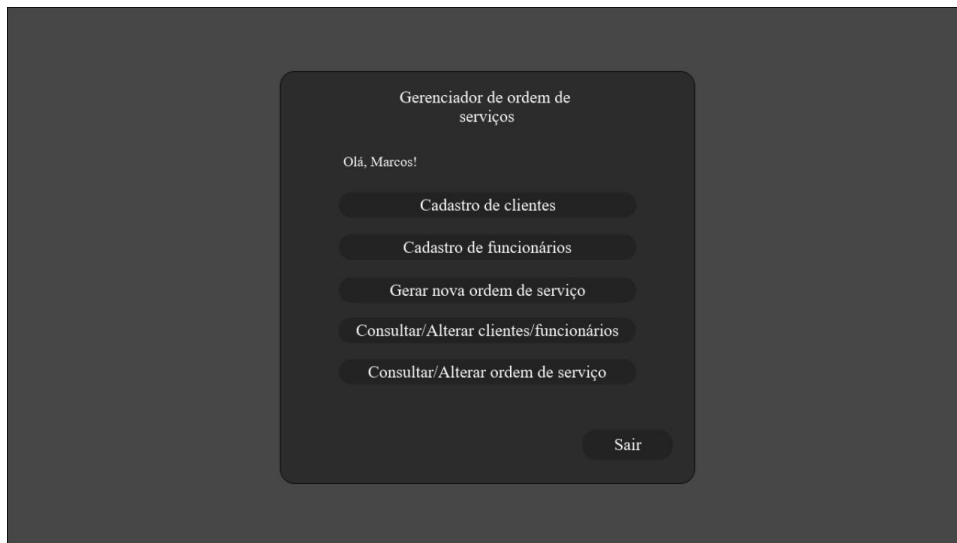 Gerenciador de ordem de
serviços
Olá, Marcos!
Cadastro de clientes
Cadastro de funcionários
Gerar nova ordem de serviço
Consultar/Alterar clientes/funcionários
Consultar/Alterar ordem de serviço
Sair